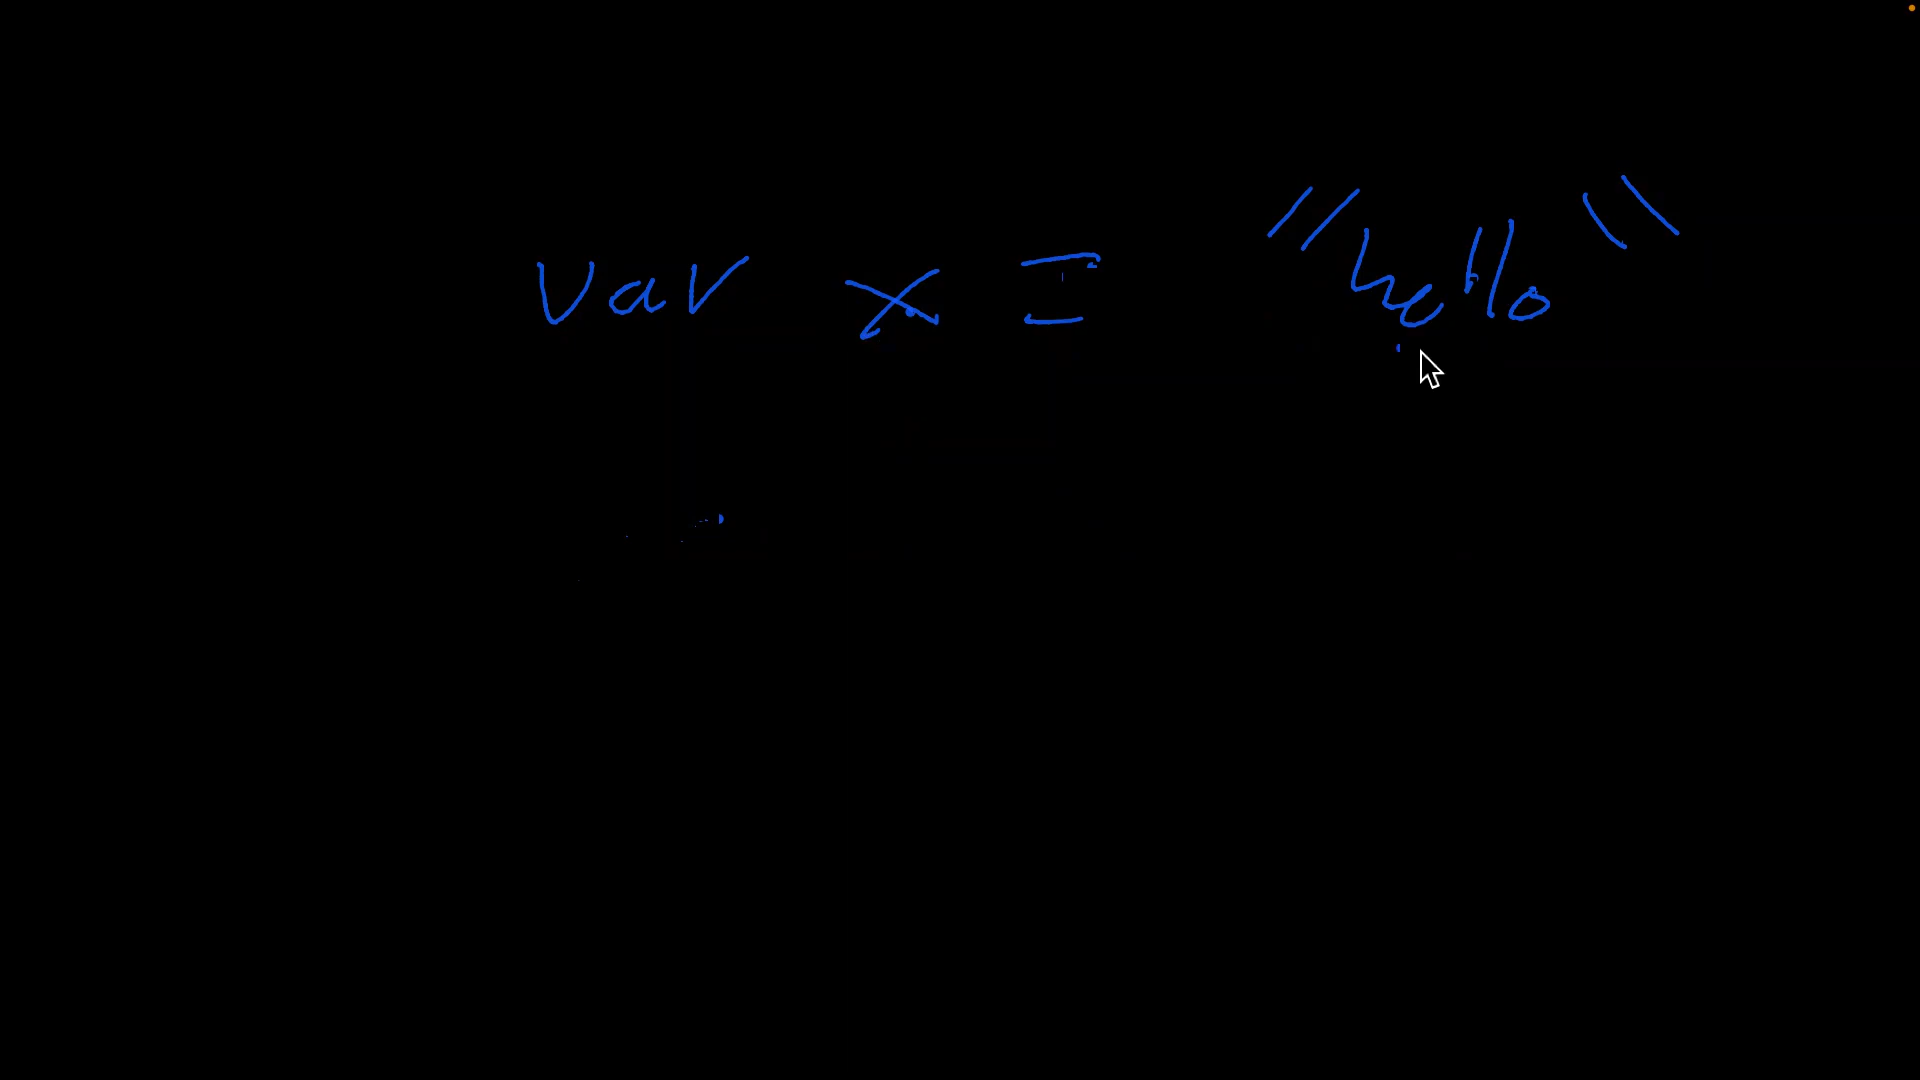 var x = "hello"